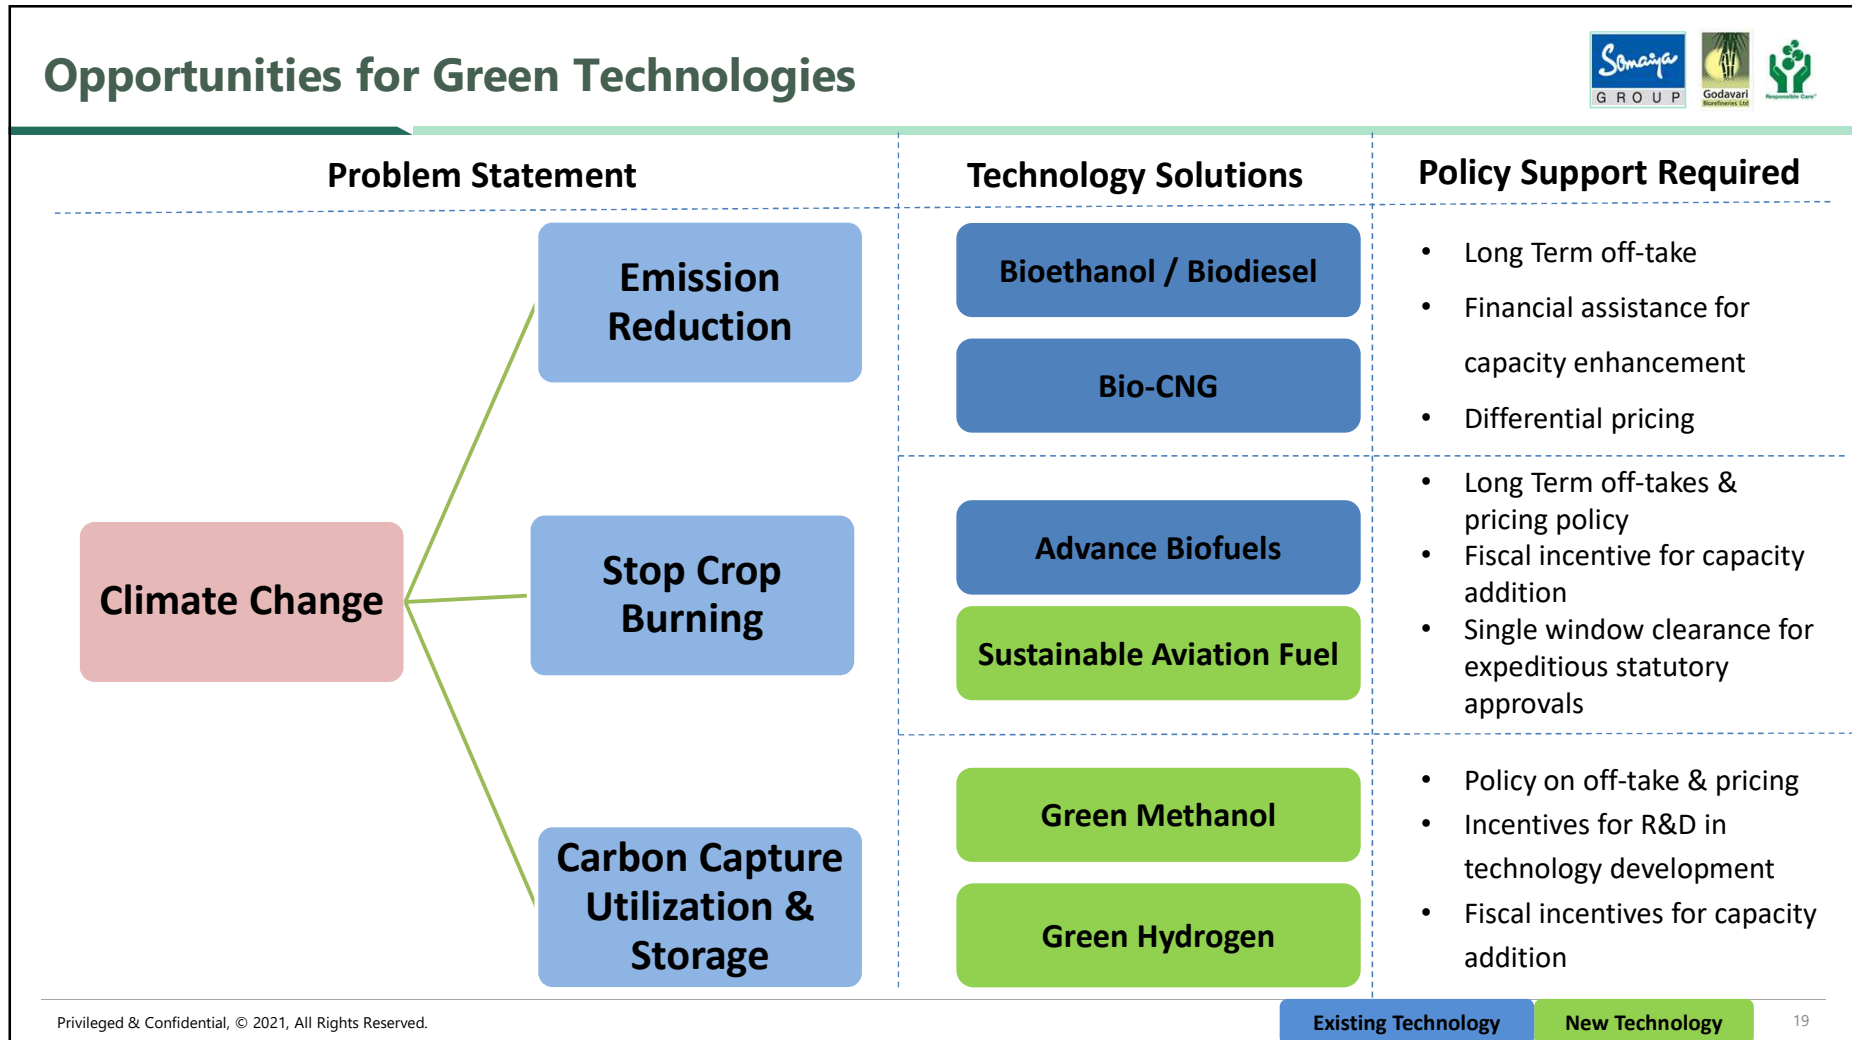 Opportunities for Green Technologies
Somaiya
GROUP
Godavari
Biorefineries Ltd
Responsible Care
Problem Statement
Technology Solutions
Policy Support Required
Climate Change
Emission
Reduction
Bioethanol / Biodiesel
Bio-CNG
• Long Term off-take
• Financial assistance for
capacity enhancement
• Differential pricing
Stop Crop
Burning
Advance Biofuels
Sustainable Aviation Fuel
• Long Term off-takes &
pricing policy
• Fiscal incentive for capacity
addition
• Single window clearance for
expeditious statutory
approvals
Carbon Capture
Utilization &
Storage
Green Methanol
Green Hydrogen
• Policy on off-take & pricing
• Incentives for R&D in
technology development
• Fiscal incentives for capacity
addition
Privileged & Confidential, © 2021, All Rights Reserved.
Existing Technology
New Technology
19